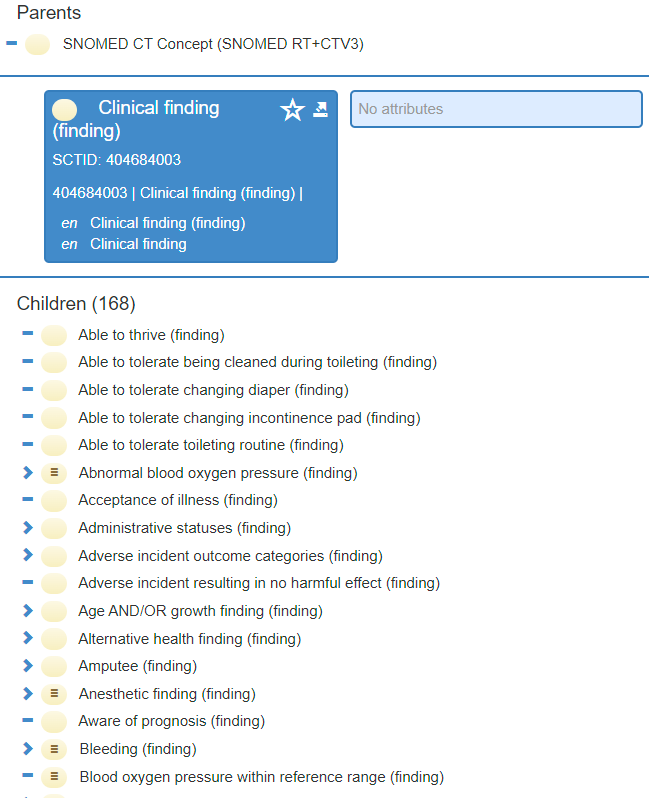 Parents
SNOMED CT Concept (SNOMED RT+CTV3)
Clinical finding
(finding)
SCTID: 404684003
404684003 | Clinical finding (finding) |
en Clinical finding (finding)
en Clinical finding
No attributes
Children (168)
Able to thrive (finding)
Able to tolerate being cleaned during toileting (finding)
Able to tolerate changing diaper (finding)
Able to tolerate changing incontinence pad (finding)
Able to tolerate toileting routine (finding)
Abnormal blood oxygen pressure (finding)
Acceptance of illness (finding)
Administrative statuses (finding)
Adverse incident outcome categories (finding)
Adverse incident resulting in no harmful effect (finding)
Age AND/OR growth finding (finding)
Alternative health finding (finding)
Amputee (finding)
Anesthetic finding (finding)
Aware of prognosis (finding)
Bleeding (finding)
Blood oxygen pressure within reference range (finding)